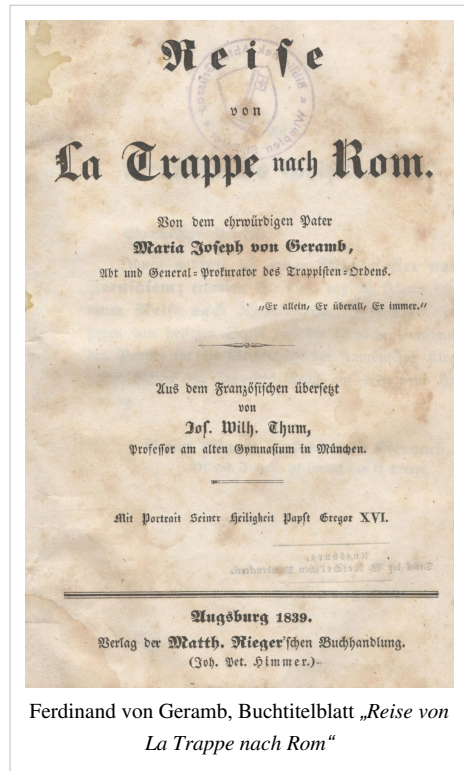 Reise
von
La Trappe nach Rom.
Von dem ehrwürdigen Pater
Maria Joseph von Geramb,
Abt und General-Prokurator des Trappisten-Ordens.
„Er allein, Er überall, Er immer.“
Aus dem Französischen übersetzt
von
Jos. Wilh. Thum,
Professor am alten Gymnasium in München.
Mit Portrait Seiner Heiligkeit Papst Gregor XVI.
Augsburg 1839.
Verlag der Matth. Rieger'schen Buchhandlung.
(Joh. Pet. Himmer.)
Ferdinand von Geramb, Buchtitelblatt „Reise von
La Trappe nach Rom“